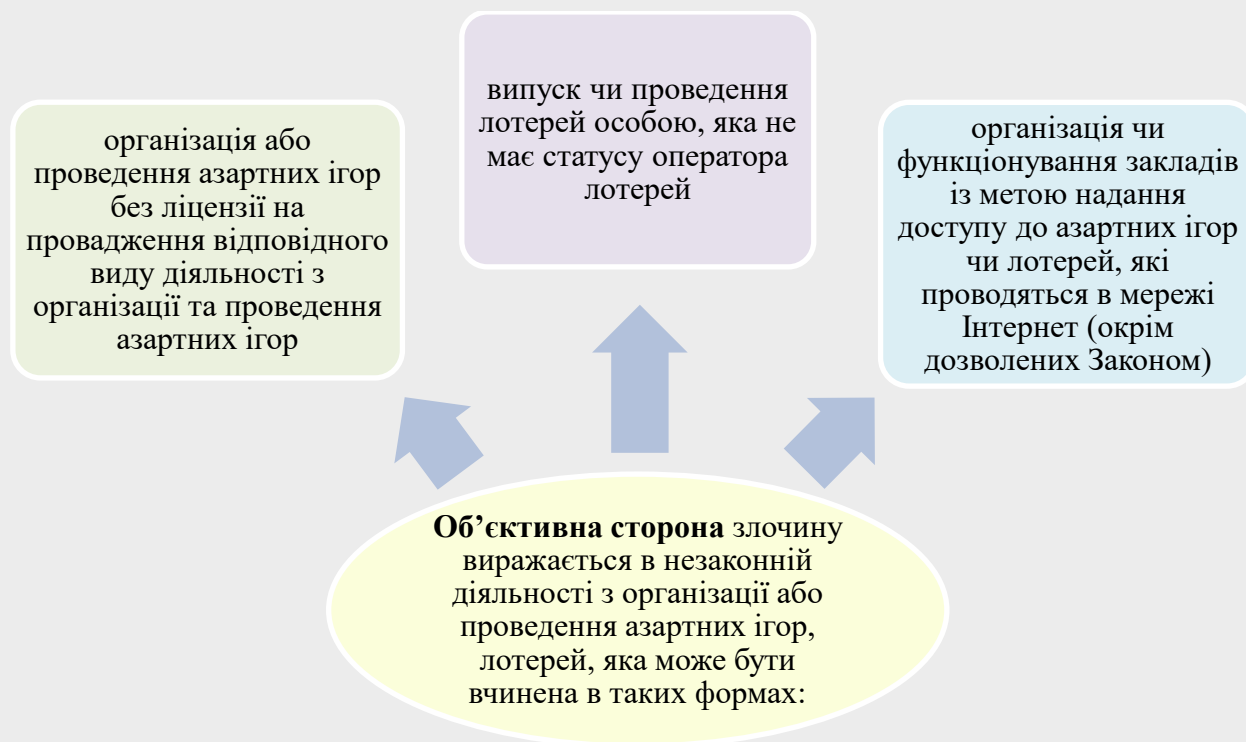 випуск чи проведення
лотерей особою, яка не
має статусу оператора
лотерей
організація або
проведення азартних ігор
без ліцензії на
провадження відповідного
виду діяльності з
організації та проведення
азартних ігор
організація чи
функціонування закладів
із метою надання
доступу до азартних ігор
чи лотерей, які
проводяться в мережі
Інтернет (окрім
дозволених Законом)
Об’єктивна сторона злочину
виражається в незаконній
діяльності з організації або
проведення азартних ігор,
лотерей, яка може бути
вчинена в таких формах: